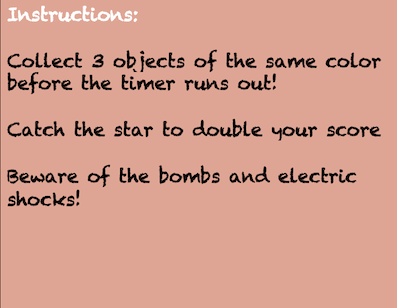 Instructions:
Collect 3 objects of the same color
before the timer runs out!
Catch the star to double your score
Beware of the bombs and electric
shocks!